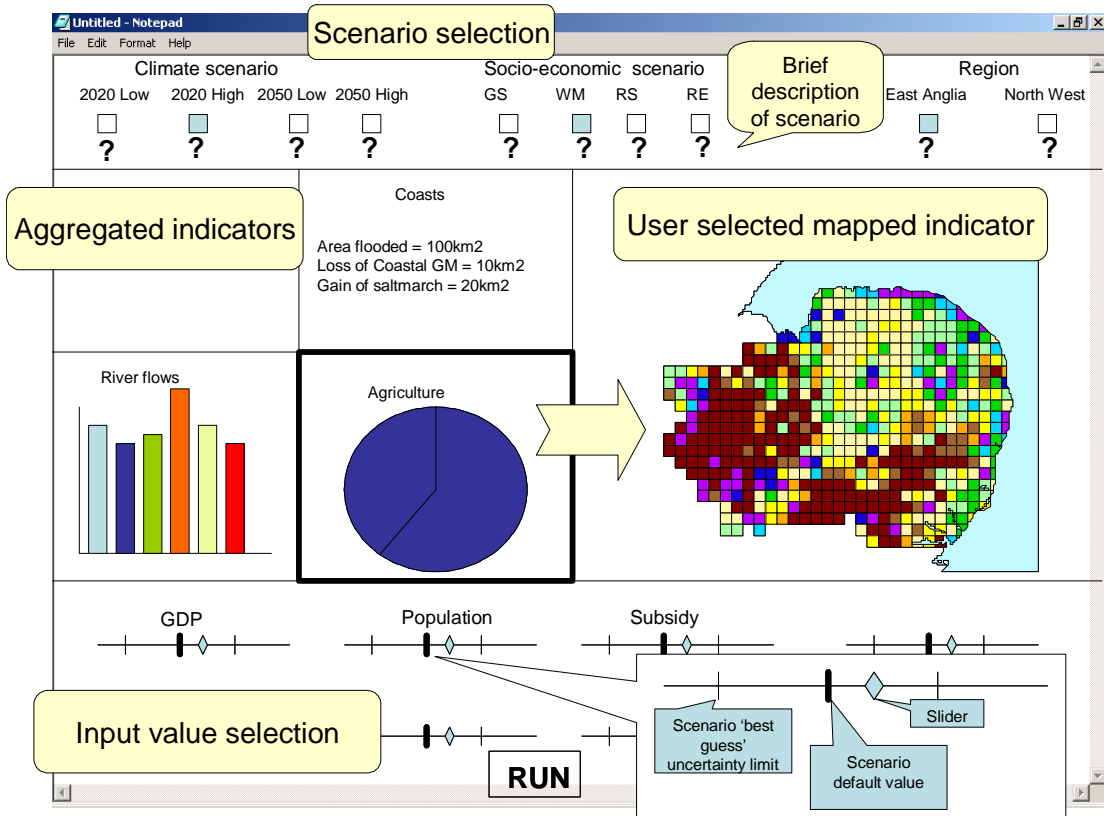 Untitled - Notepad
File Edit Format Help
Scenario selection
Climate scenario
Socio-economic scenario
Region
2020 Low 2020 High 2050 Low 2050 High
GS WM RS RE
East Anglia North West
? ? ? ?
? ? ? ?
? ?
Brief
description
of scenario
Aggregated indicators
Coasts
Area flooded = 100km2
Loss of Coastal GM = 10km2
Gain of saltmarch = 20km2
User selected mapped indicator
River flows
Agriculture
GDP
Population
Subsidy
Input value selection
RUN
Scenario ‘best
guess’
uncertainty limit
Scenario
default value
Slider